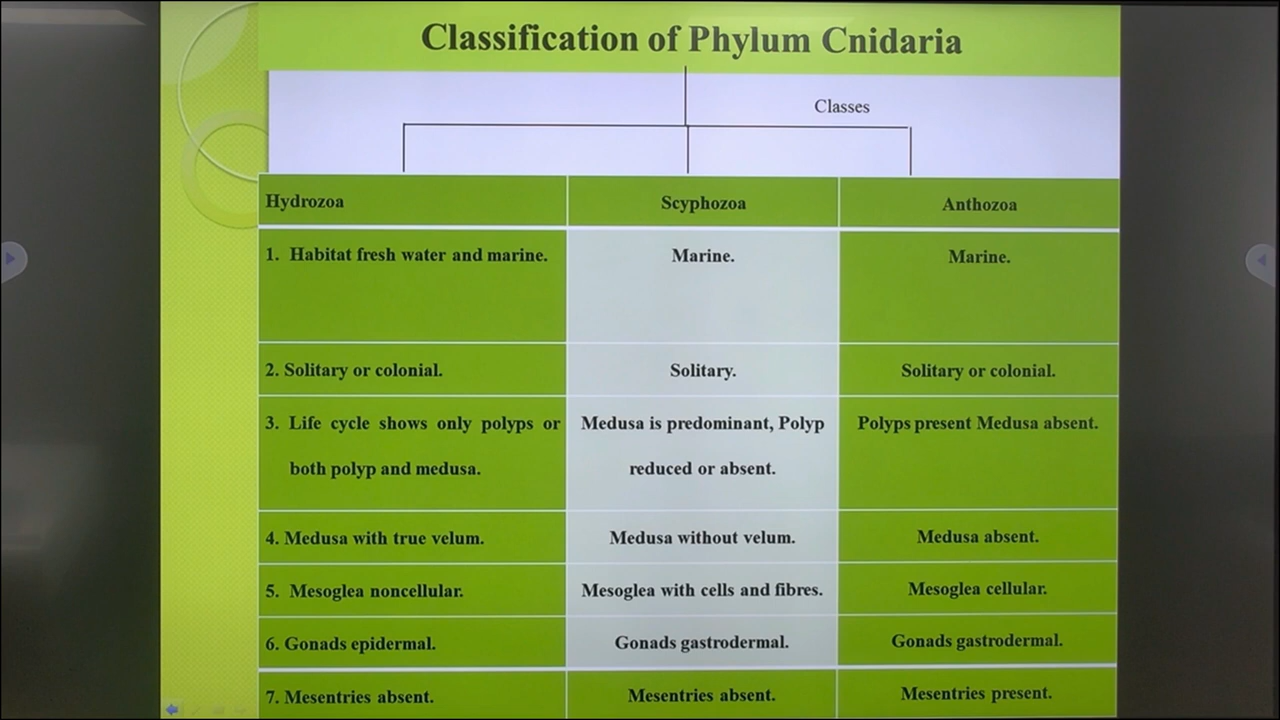 Classification of Phylum Cnidaria
Classes
Hydrozoa
Scyphozoa
Anthozoa
1. Habitat fresh water and marine.
Marine.
Marine.
2. Solitary or colonial.
Solitary.
Solitary or colonial.
3. Life cycle shows only polyps or
both polyp and medusa.
Medusa is predominant, Polyp
reduced or absent.
Polyps present Medusa absent.
4. Medusa with true velum.
Medusa without velum.
Medusa absent.
5. Mesoglea noncellular.
Mesoglea with cells and fibres.
Mesoglea cellular.
6. Gonads epidermal.
Gonads gastrodermal.
Gonads gastrodermal.
7. Mesentries absent.
Mesentries absent.
Mesentries present.